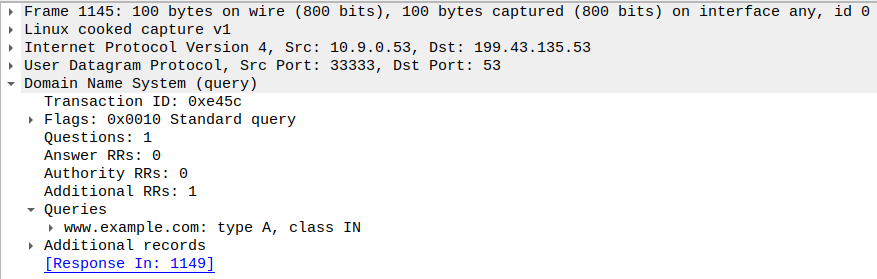 Frame 1145: 100 bytes on wire (800 bits), 100 bytes captured (800 bits) on interface any, id 0
Linux cooked capture v1
Internet Protocol Version 4, Src: 10.9.0.53, Dst: 199.43.135.53
User Datagram Protocol, Src Port: 33333, Dst Port: 53
Domain Name System (query)
Transaction ID: 0xe45c
Flags: 0x0010 Standard query
Questions: 1
Answer RRs: 0
Authority RRs: 0
Additional RRs: 1
Queries
www.example.com: type A, class IN
Additional records
[Response In: 1149]